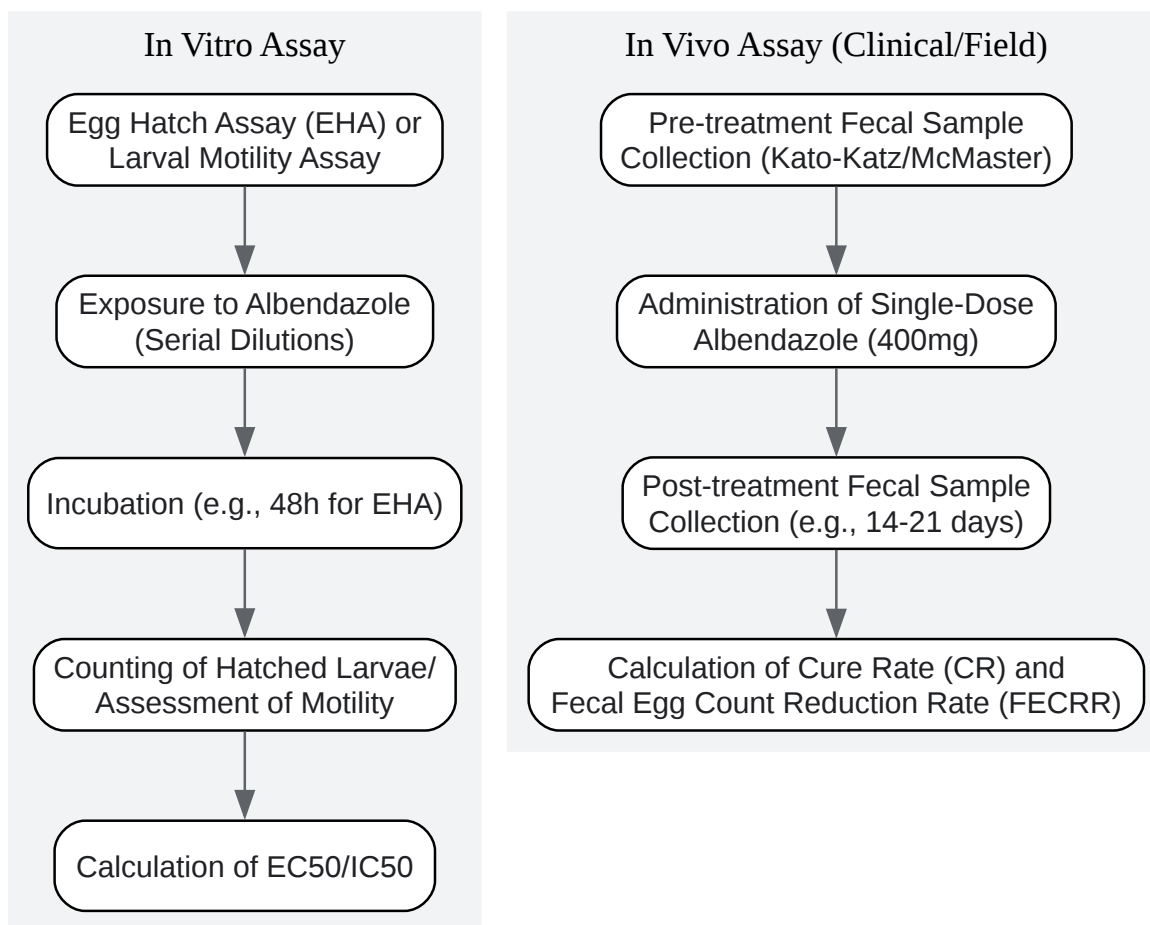 In Vitro Assay
Egg Hatch Assay (EHA) or
Larval Motility Assay
Exposure to Albendazole
(Serial Dilutions)
Incubation (e.g., 48h for EHA)
Counting of Hatched Larvae/
Assessment of Motility
Calculation of EC50/IC50
In Vivo Assay (Clinical/Field)
Pre-treatment Fecal Sample
Collection (Kato-Katz/McMaster)
Administration of Single-Dose
Albendazole (400mg)
Post-treatment Fecal Sample
Collection (e.g., 14-21 days)
Calculation of Cure Rate (CR) and
Fecal Egg Count Reduction Rate (FECRR)